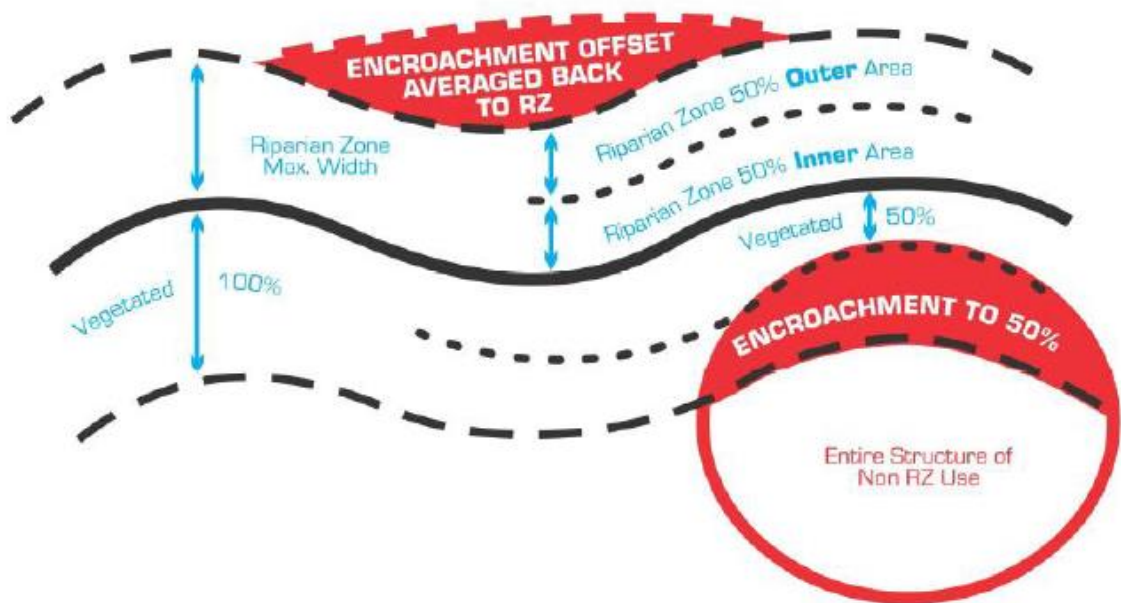 ENCROACHMENT OFFSET
AVERAGED BACK
TO RZ
Riparian Zone
Max. Width
Riparian Zone 50% Outer Area
Riparian Zone 50% Inner Area
Vegetated 50%
Vegetated 100%
ENCROACHMENT TO 50%
Entire Structure of
Non RZ Use